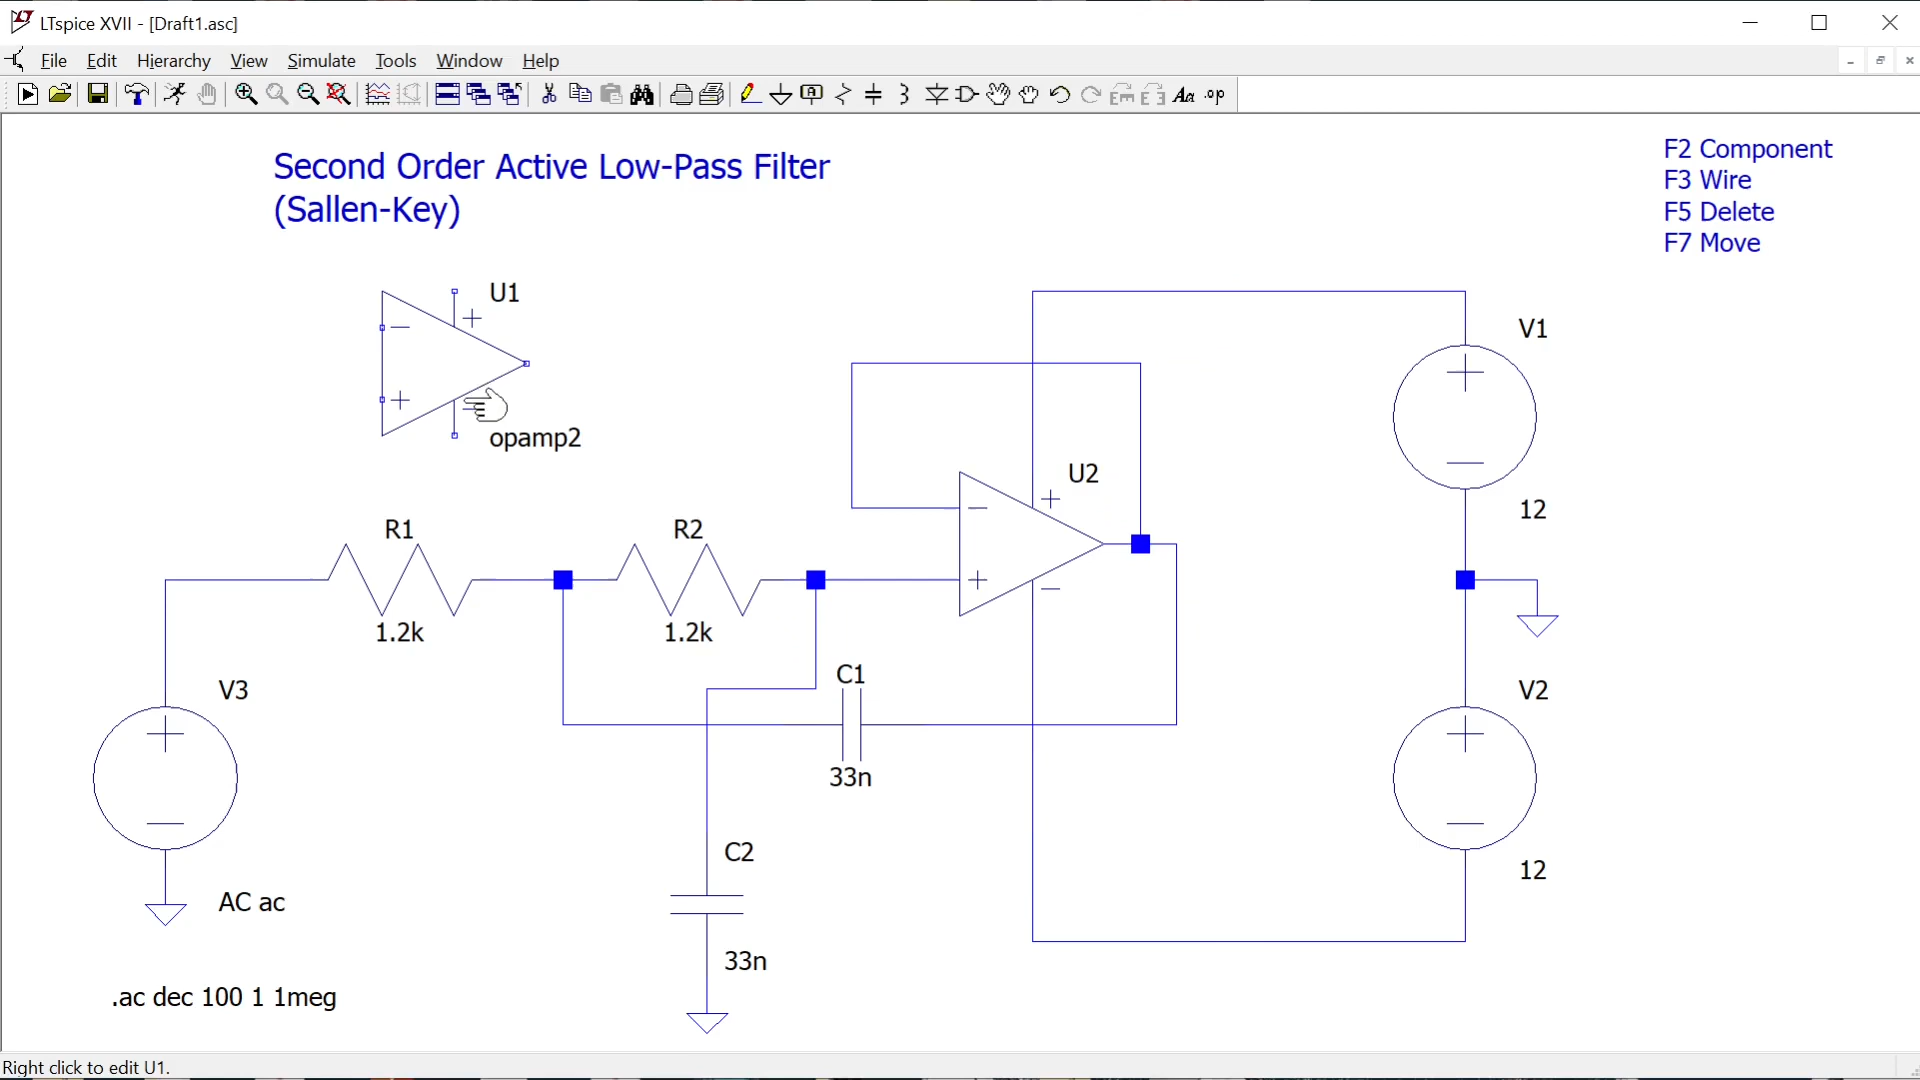 LTspice XVII - [Draft1.asc]
File Edit Hierarchy View Simulate Tools Window Help
Second Order Active Low-Pass Filter
(Sallen-Key)
F2 Component
F3 Wire
F5 Delete
F7 Move
U1
opamp2
V1
12
U2
R1
1.2k
R2
1.2k
C1
33n
V3
AC ac
V2
12
C2
33n
.ac dec 100 1 1meg
Right click to edit U1.